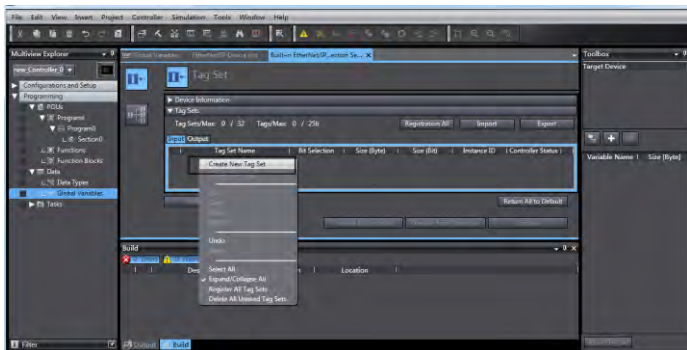 File Edit View Insert Project Controller Simulation Tools Window Help
Multiview Explorer
new_Controller_0
Configurations and Setup
Programming
POUs
Programs
Program0
Section0
Functions
Function Blocks
Data
Data Types
Global Variables
Tasks
Filter
Global Variables
EtherNet/IP Device List
Built-in EtherNet/IP
Tag Set
Device Information
Tag Sets
Tag Sets/Max: 0 / 32 Tags/Max: 0 / 256
Registration All Import Export
Input Output
Tag Set Name Bit Selection Size (Byte) Size (Bit) Instance ID Controller Status
Create New Tag Set
Undo
Select All
Expand/Collapse All
Register All Tag Sets
Delete All Unused Tag Sets
Return All to Default
Build
Location
Output Build
Toolbox
Target Device
Variable Name Size (Byte)